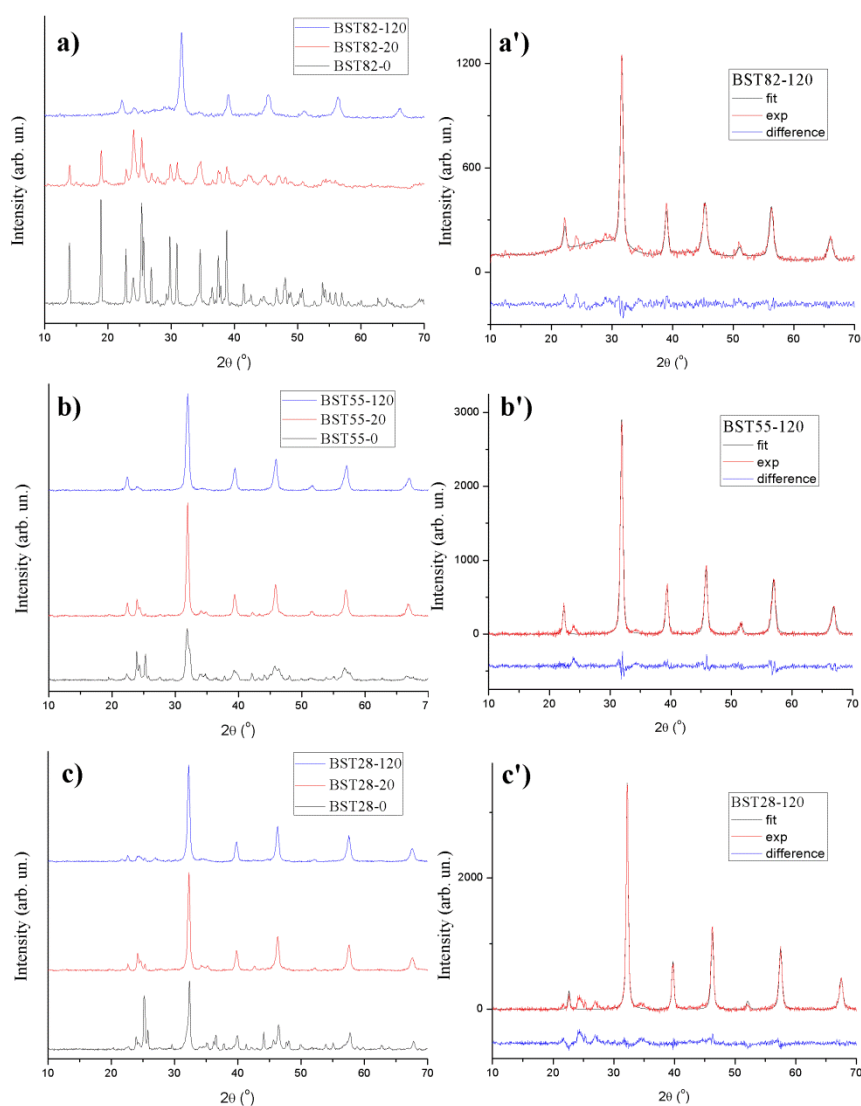 a)
BST82-120
BST82-20
BST82-0
Intensity (arb. un.)
10 20 30 40 50 60 70
2θ (°)
a')
BST82-120
fit
exp
difference
Intensity (arb. un.)
1200
600
0
10 20 30 40 50 60 70
2θ (°)
b)
BST55-120
BST55-20
BST55-0
Intensity (arb. un.)
10 20 30 40 50 60 70
2θ (°)
b')
BST55-120
fit
exp
difference
Intensity (arb. un.)
3000
2000
1000
0
10 20 30 40 50 60 70
2θ (°)
c)
BST28-120
BST28-20
BST28-0
Intensity (arb. un.)
10 20 30 40 50 60 70
2θ (°)
c')
BST28-120
fit
exp
difference
Intensity (arb. un.)
2000
0
10 20 30 40 50 60 70
2θ (°)